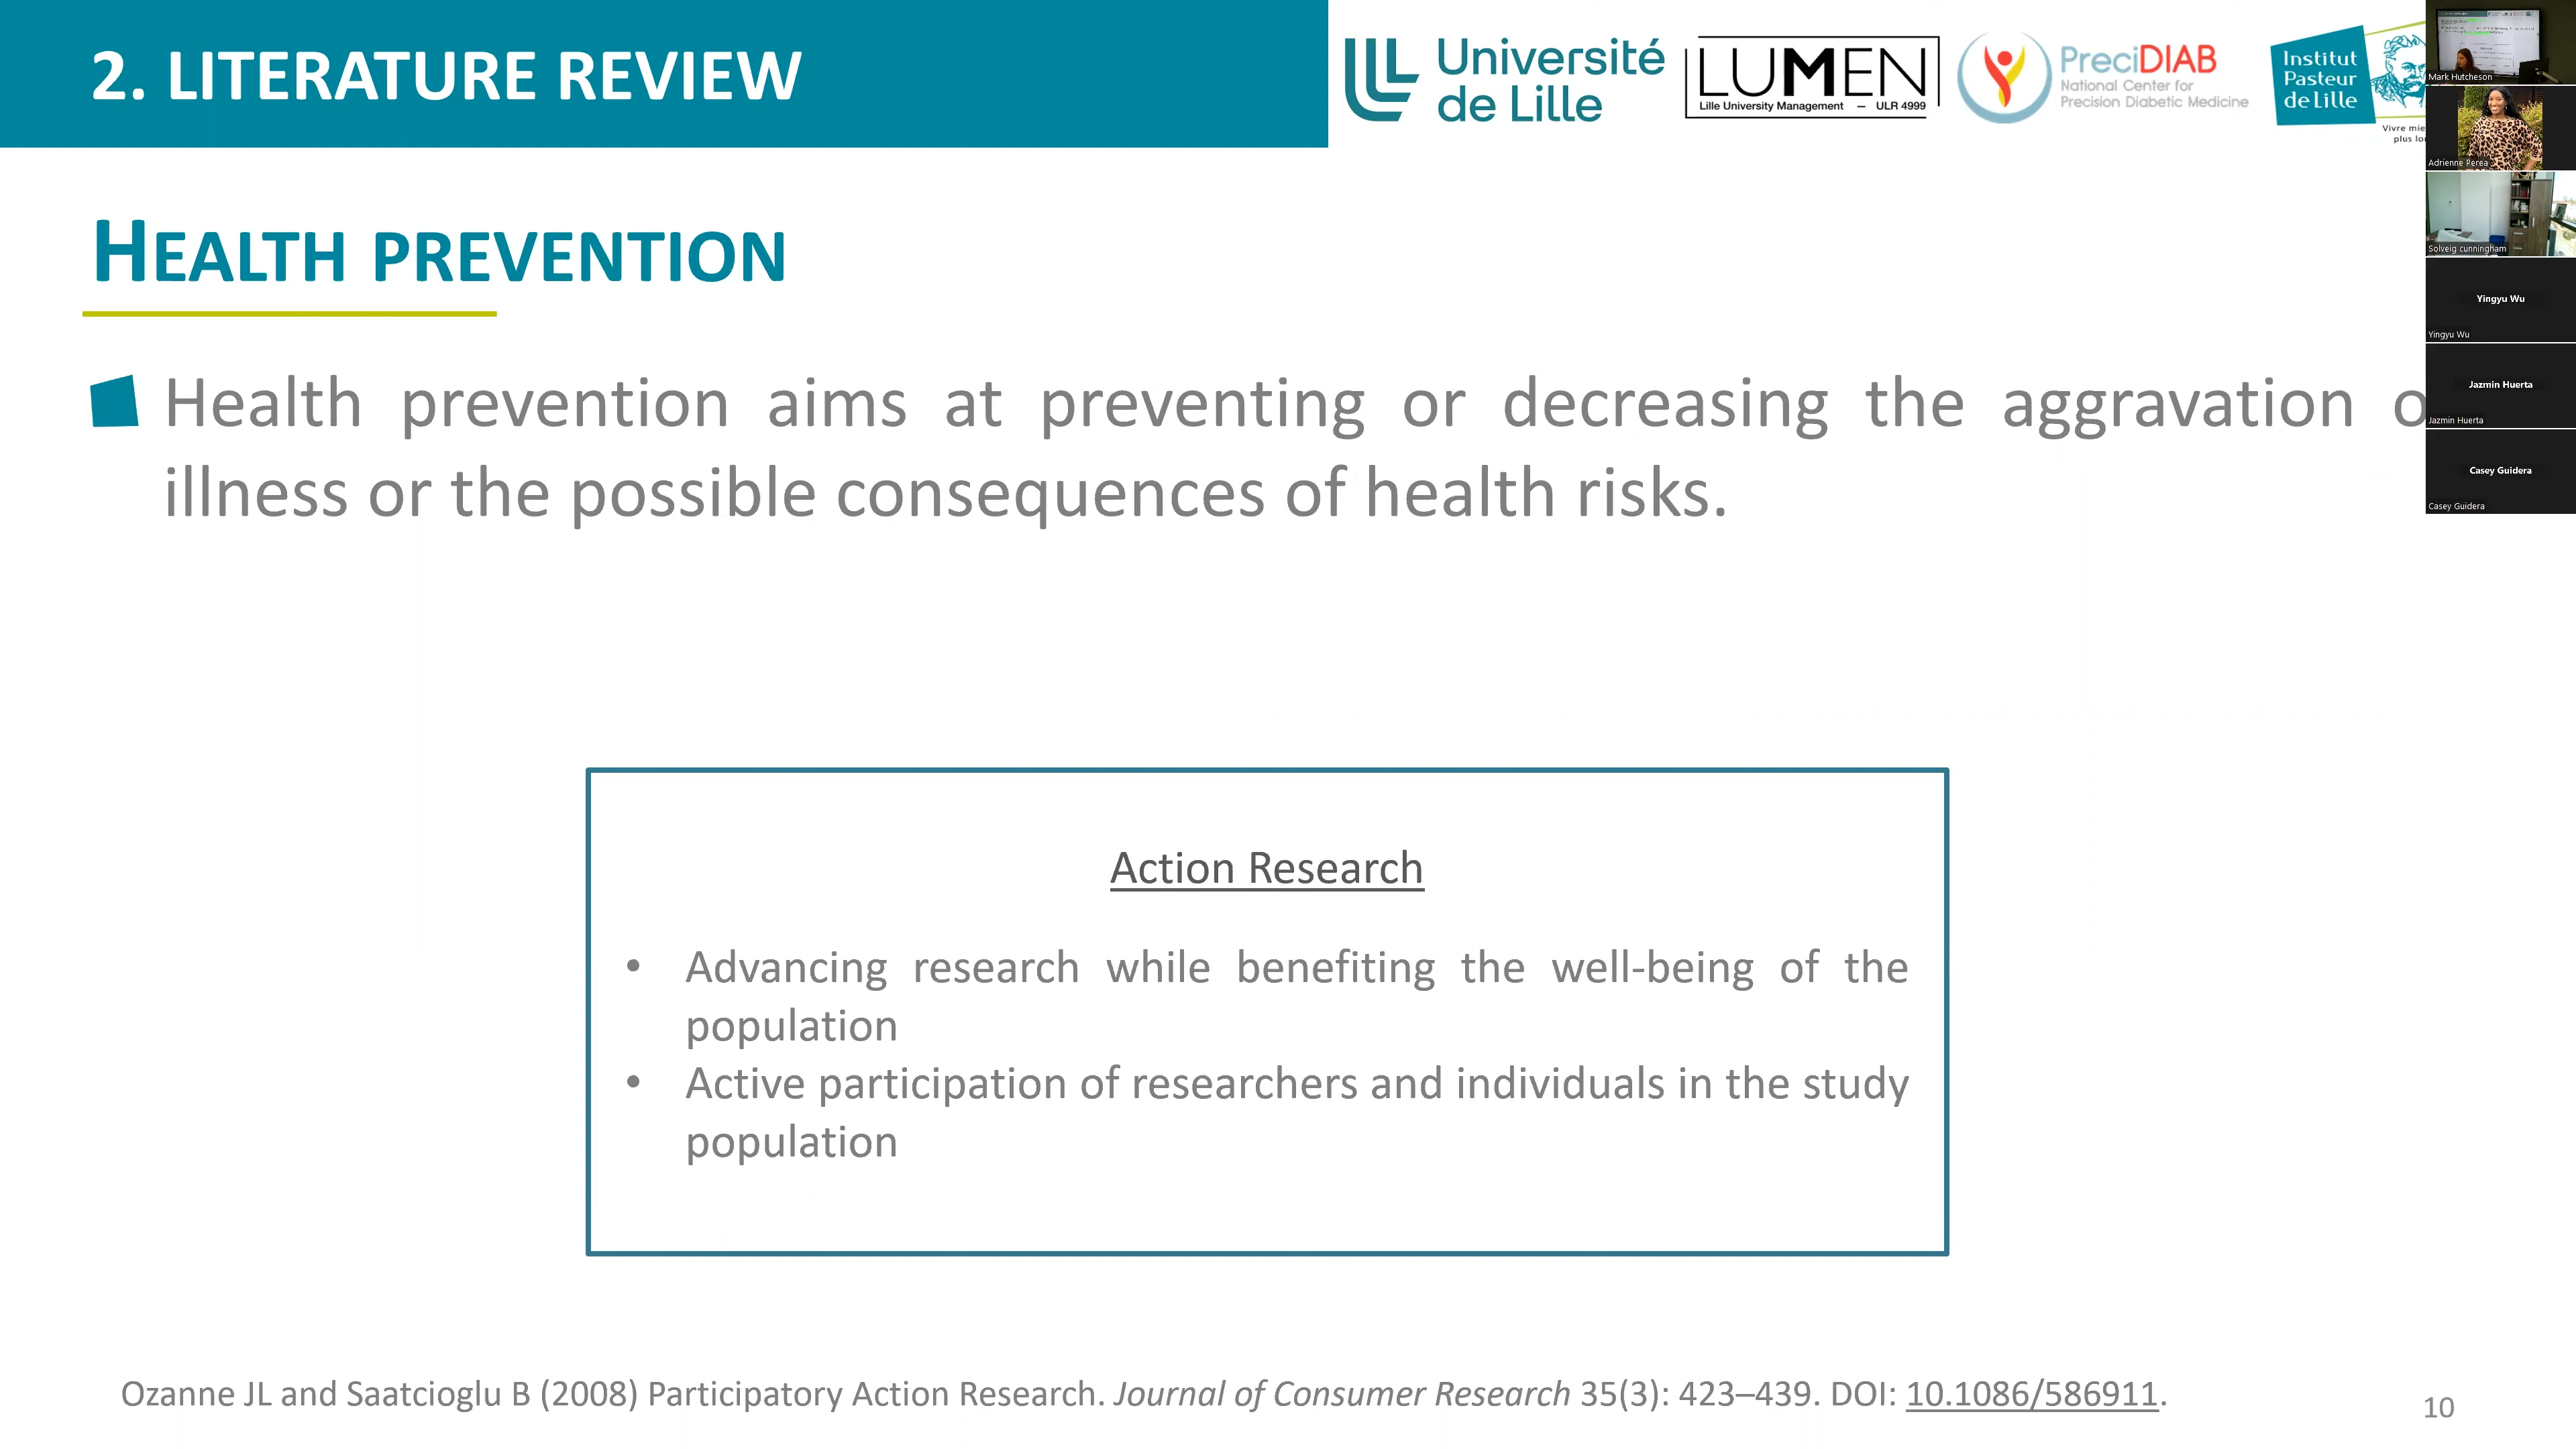 2. LITERATURE REVIEW
Université
de Lille
LUMEN
Lille University Management – ULR 4999
PreciDIAB
National Center for
Precision Diabetic Medicine
Institut
Pasteur
de Lille
Vivre mie
plus lo
Mark Hutcheson
Adrienne Perea
Solveig cunningham
Yingyu Wu
Yingyu Wu
Jazmin Huerta
Jazmin Huerta
Casey Guidera
Casey Guidera
HEALTH PREVENTION
Health prevention aims at preventing or decreasing the aggravation o
illness or the possible consequences of health risks.
Action Research
• Advancing research while benefiting the well-being of the
population
• Active participation of researchers and individuals in the study
population
Ozanne JL and Saatcioglu B (2008) Participatory Action Research. Journal of Consumer Research 35(3): 423–439. DOI: 10.1086/586911.
10